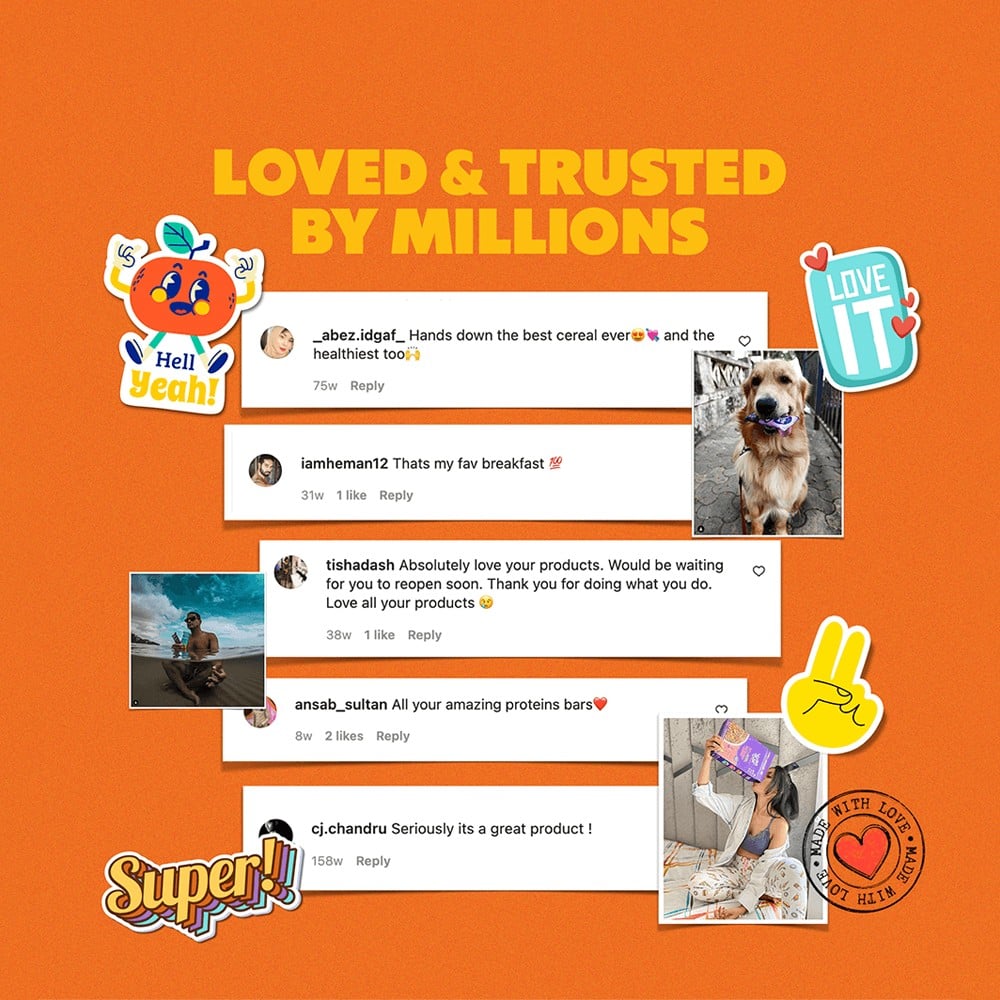 LOVED & TRUSTED
BY MILLIONS
Hell
Yeah!
LOVE
IT
_abez.idgaf_ Hands down the best cereal ever😍💘 and the
healthiest too🙌
75w Reply
iamheman12 Thats my fav breakfast 💯
31w 1 like Reply
tishadash Absolutely love your products. Would be waiting
for you to reopen soon. Thank you for doing what you do.
Love all your products 😢
38w 1 like Reply
ansab_sultan All your amazing proteins bars❤️
8w 2 likes Reply
cj.chandru Seriously its a great product !
158w Reply
Super!
MADE WITH LOVE • MADE WITH LOVE •